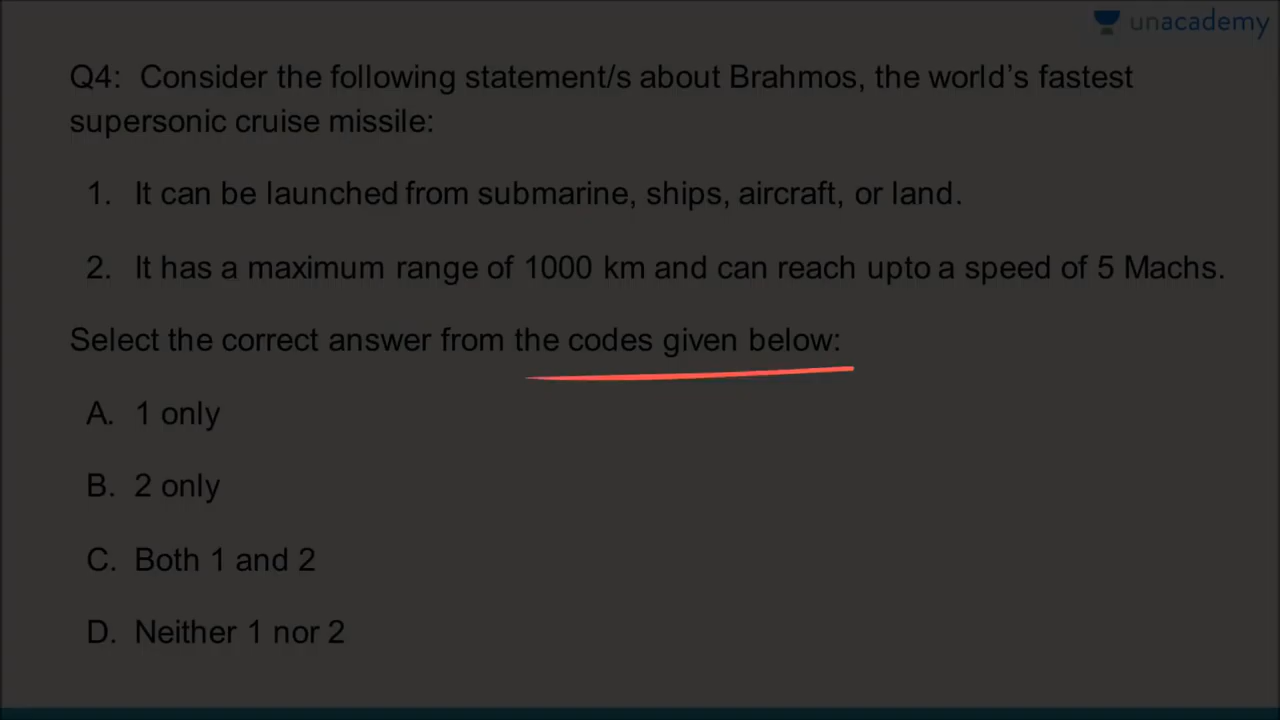 unacademy
Q4: Consider the following statement/s about Brahmos, the world’s fastest
supersonic cruise missile:
1. It can be launched from submarine, ships, aircraft, or land.
2. It has a maximum range of 1000 km and can reach upto a speed of 5 Machs.
Select the correct answer from the codes given below:
A. 1 only
B. 2 only
C. Both 1 and 2
D. Neither 1 nor 2